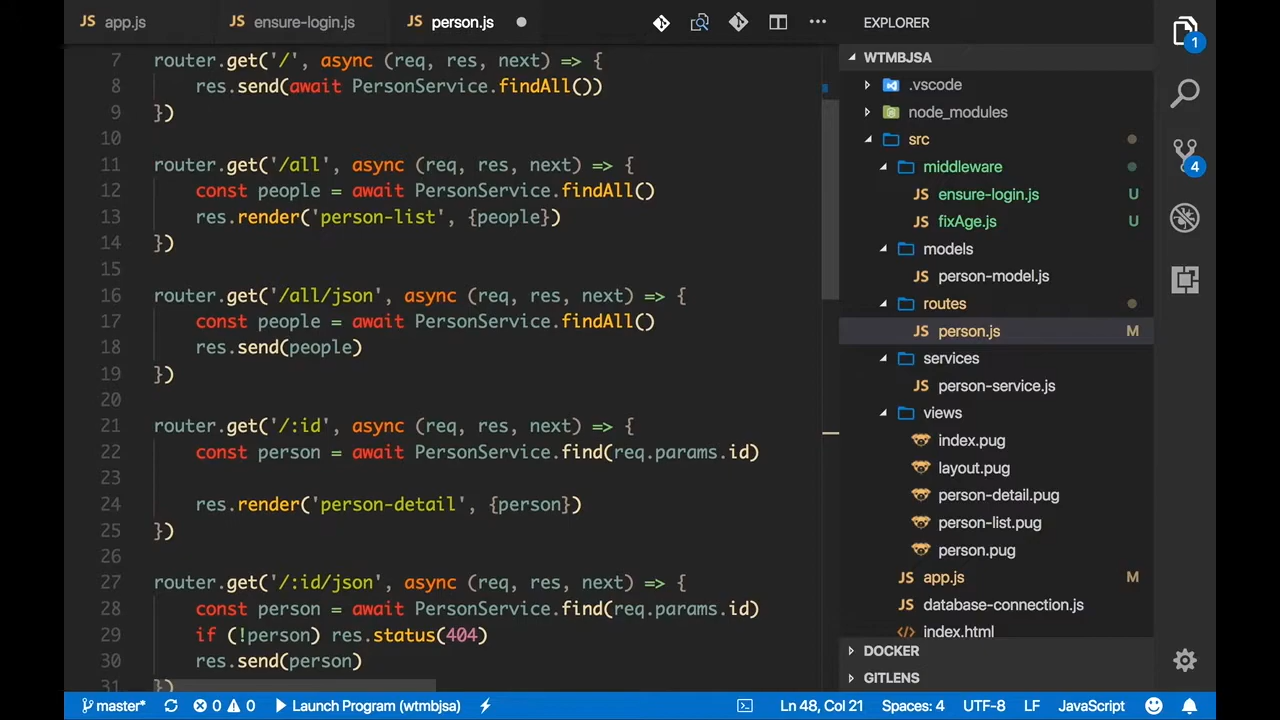 JS app.js
JS ensure-login.js
JS person.js
7 router.get('/', async (req, res, next) => {
8 res.send(await PersonService.findAll())
9 })
10
11 router.get('/all', async (req, res, next) => {
12 const people = await PersonService.findAll()
13 res.render('person-list', {people})
14 })
15
16 router.get('/all/json', async (req, res, next) => {
17 const people = await PersonService.findAll()
18 res.send(people)
19 })
20
21 router.get('/:id', async (req, res, next) => {
22 const person = await PersonService.find(req.params.id)
23
24 res.render('person-detail', {person})
25 })
26
27 router.get('/:id/json', async (req, res, next) => {
28 const person = await PersonService.find(req.params.id)
29 if (!person) res.status(404)
30 res.send(person)
31 })
EXPLORER
WTMBJSA
.vscode
node_modules
src
middleware
JS ensure-login.js U
JS fixAge.js U
models
JS person-model.js
routes
JS person.js M
services
JS person-service.js
views
index.pug
layout.pug
person-detail.pug
person-list.pug
person.pug
JS app.js M
JS database-connection.js
</> index.html
DOCKER
GITLENS
1
4
master* 0 0 Launch Program (wtmbjsa) Ln 48, Col 21 Spaces: 4 UTF-8 LF JavaScript